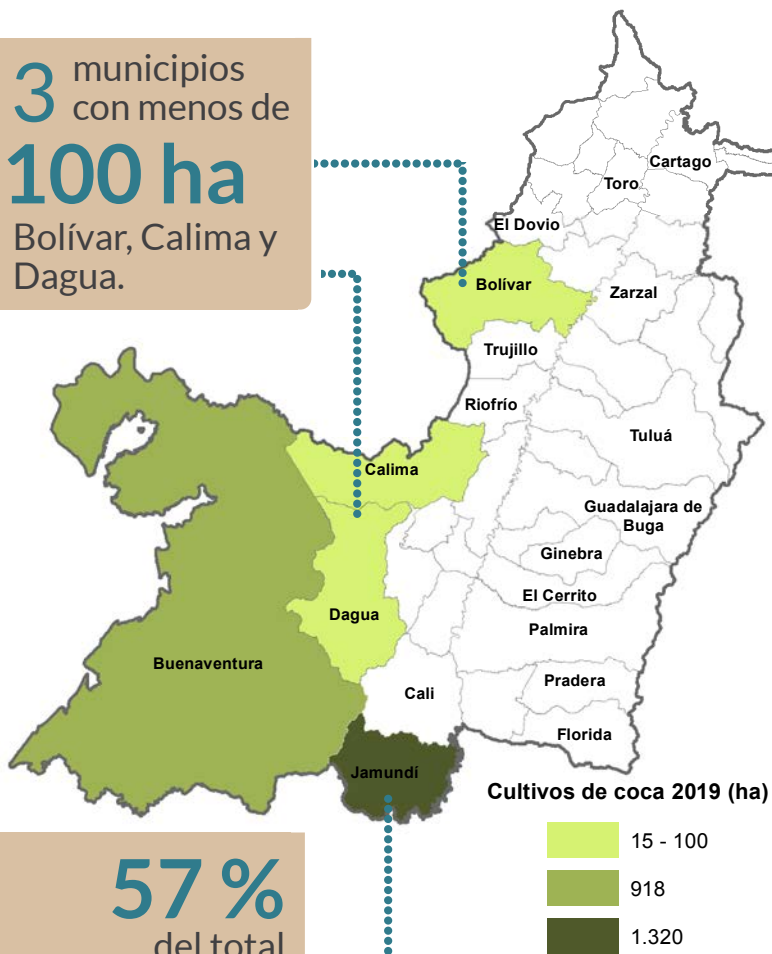 3 municipios
con menos de
100 ha
Bolívar, Calima y
Dagua.
Cartago
Toro
El Dovio
Bolívar
Zarzal
Trujillo
Riofrío
Tuluá
Calima
Guadalajara de
Buga
Ginebra
El Cerrito
Dagua
Palmira
Buenaventura
Pradera
Cali
Florida
Jamundí
Cultivos de coca 2019 (ha)
15 - 100
918
1.320
57 %
del total